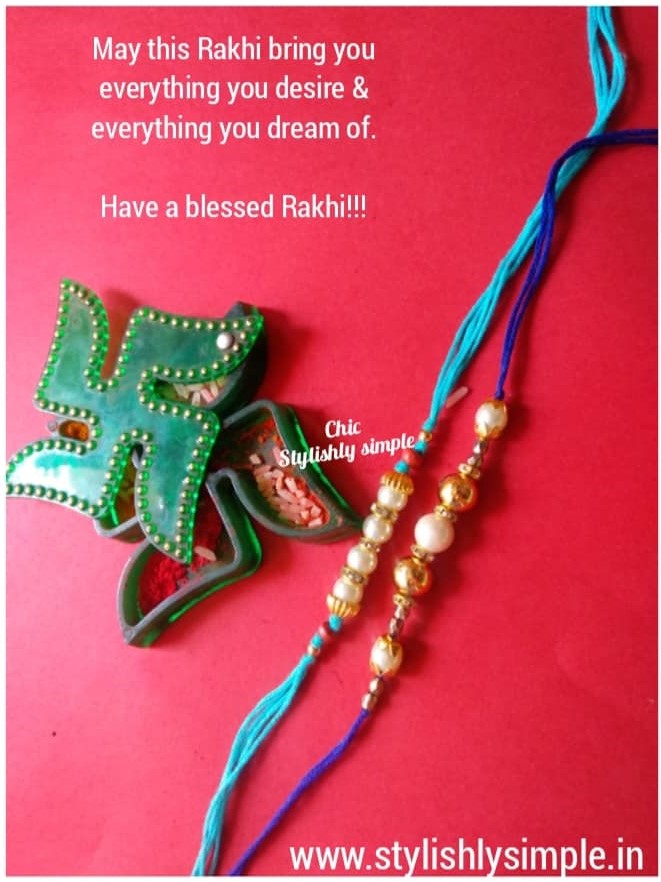 May this Rakhi bring you
everything you desire &
everything you dream of.
Have a blessed Rakhi!!!
Chic
Stylishly simple
www.stylishlysimple.in